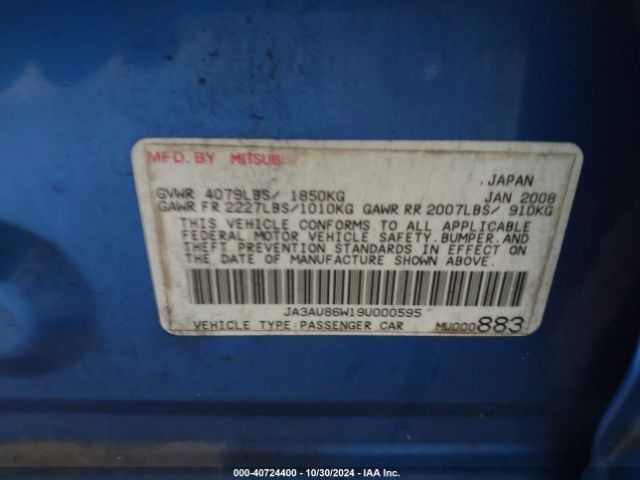 MFD. BY MITSUBIS
JAPAN
GVWR 4079LBS/ 1850KG JAN 2008
GAWR FR 2227LBS/1010KG GAWR RR 2007LBS/ 910KG
THIS VEHICLE CONFORMS TO ALL APPLICABLE
FEDERAL MOTOR VEHICLE SAFETY,BUMPER,AND
THEFT PREVENTION STANDARDS IN EFFECT ON
THE DATE OF MANUFACTURE SHOWN ABOVE.
JA3AU86W19U000595
VEHICLE TYPE:PASSENGER CAR MU000883
000-40724400 - 10/30/2024 - IAA Inc.